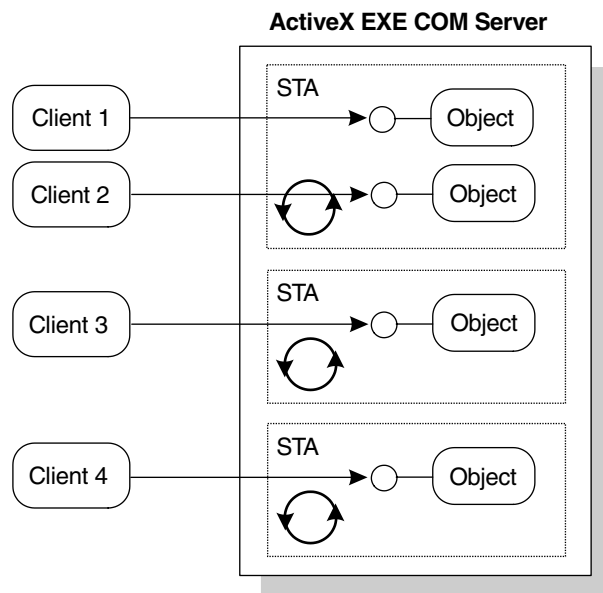 ActiveX EXE COM Server
STA
Client 1
Object
Client 2
Object
STA
Client 3
Object
STA
Client 4
Object